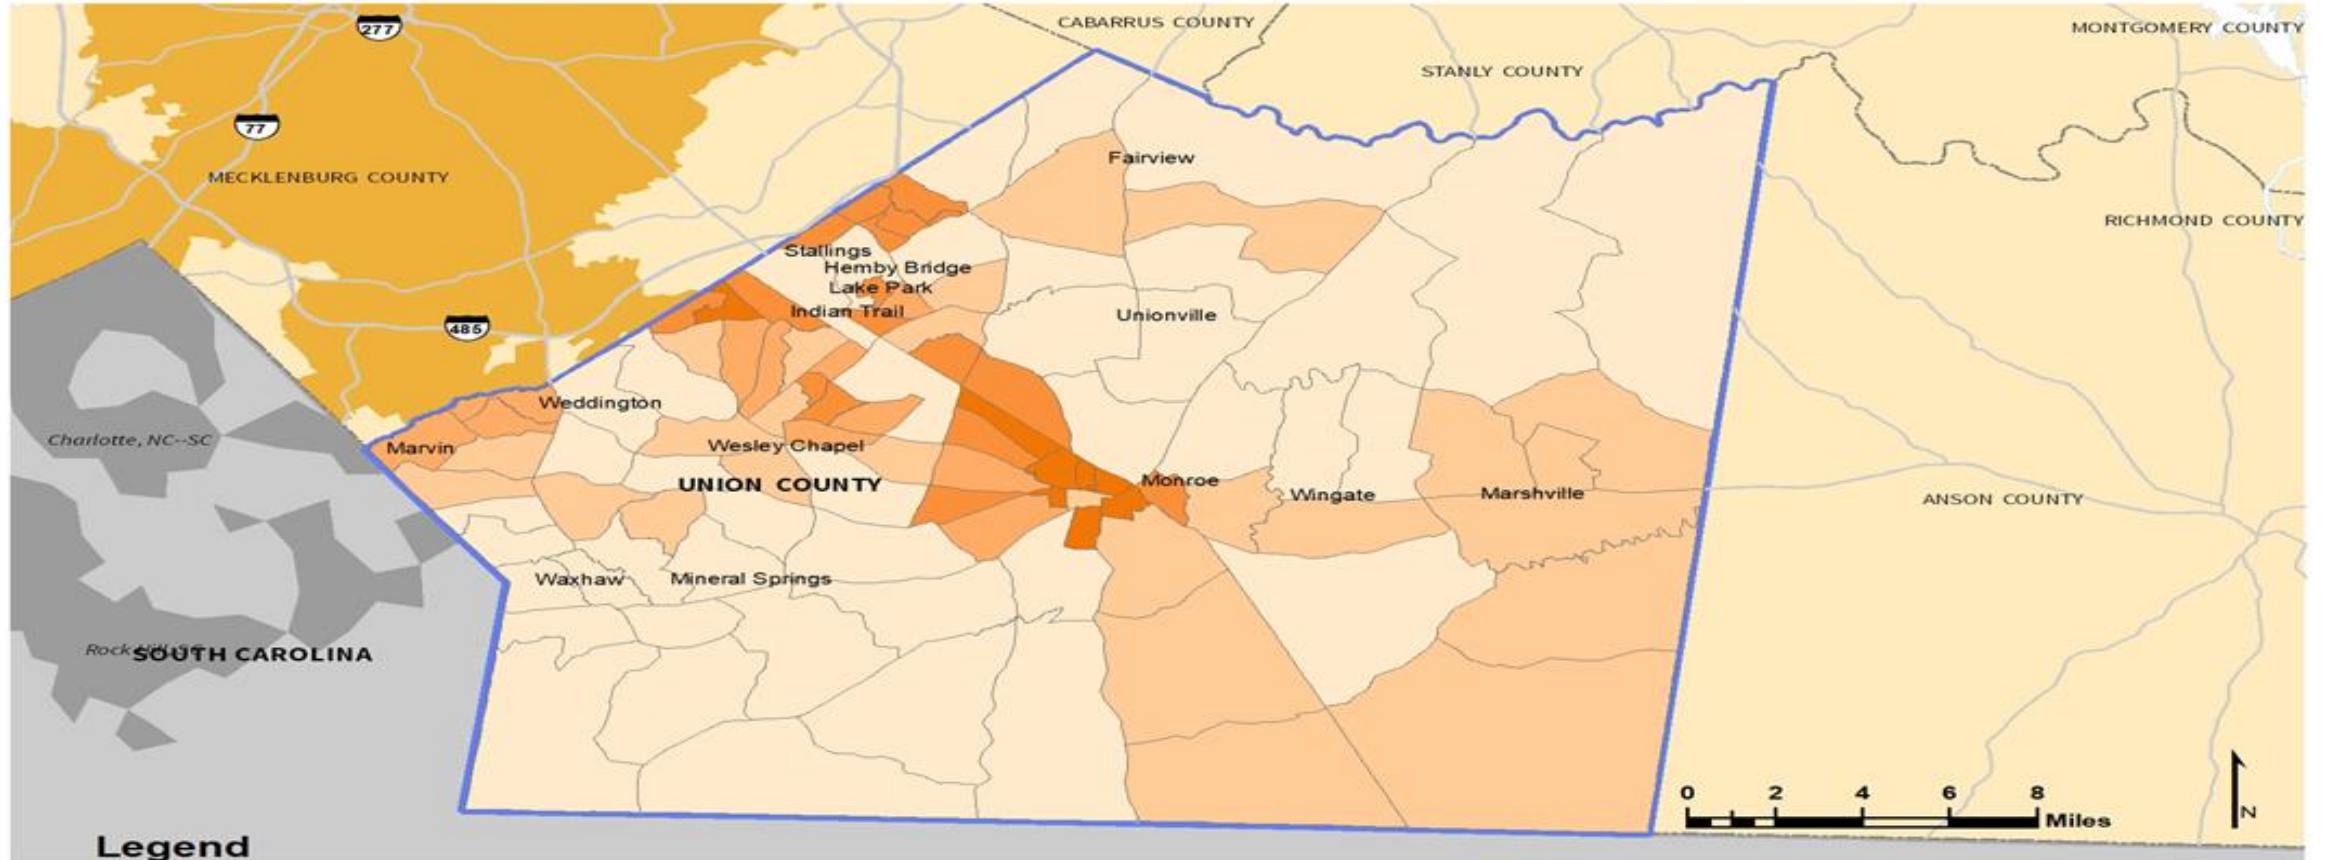 277
CABARRUS COUNTY
MONTGOMERY COUNTY
STANLY COUNTY
77
MECKLENBURG COUNTY
Fairview
RICHMOND COUNTY
Stallings
Hemby Bridge
Lake Park
Indian Trail
Unionville
485
Weddington
Charlotte, NC--SC
Marvin
Wesley Chapel
UNION COUNTY
Monroe
Wingate
Marshville
ANSON COUNTY
Waxhaw
Mineral Springs
Rock
SOUTH CAROLINA
0 2 4 6 8
Miles
N
Legend